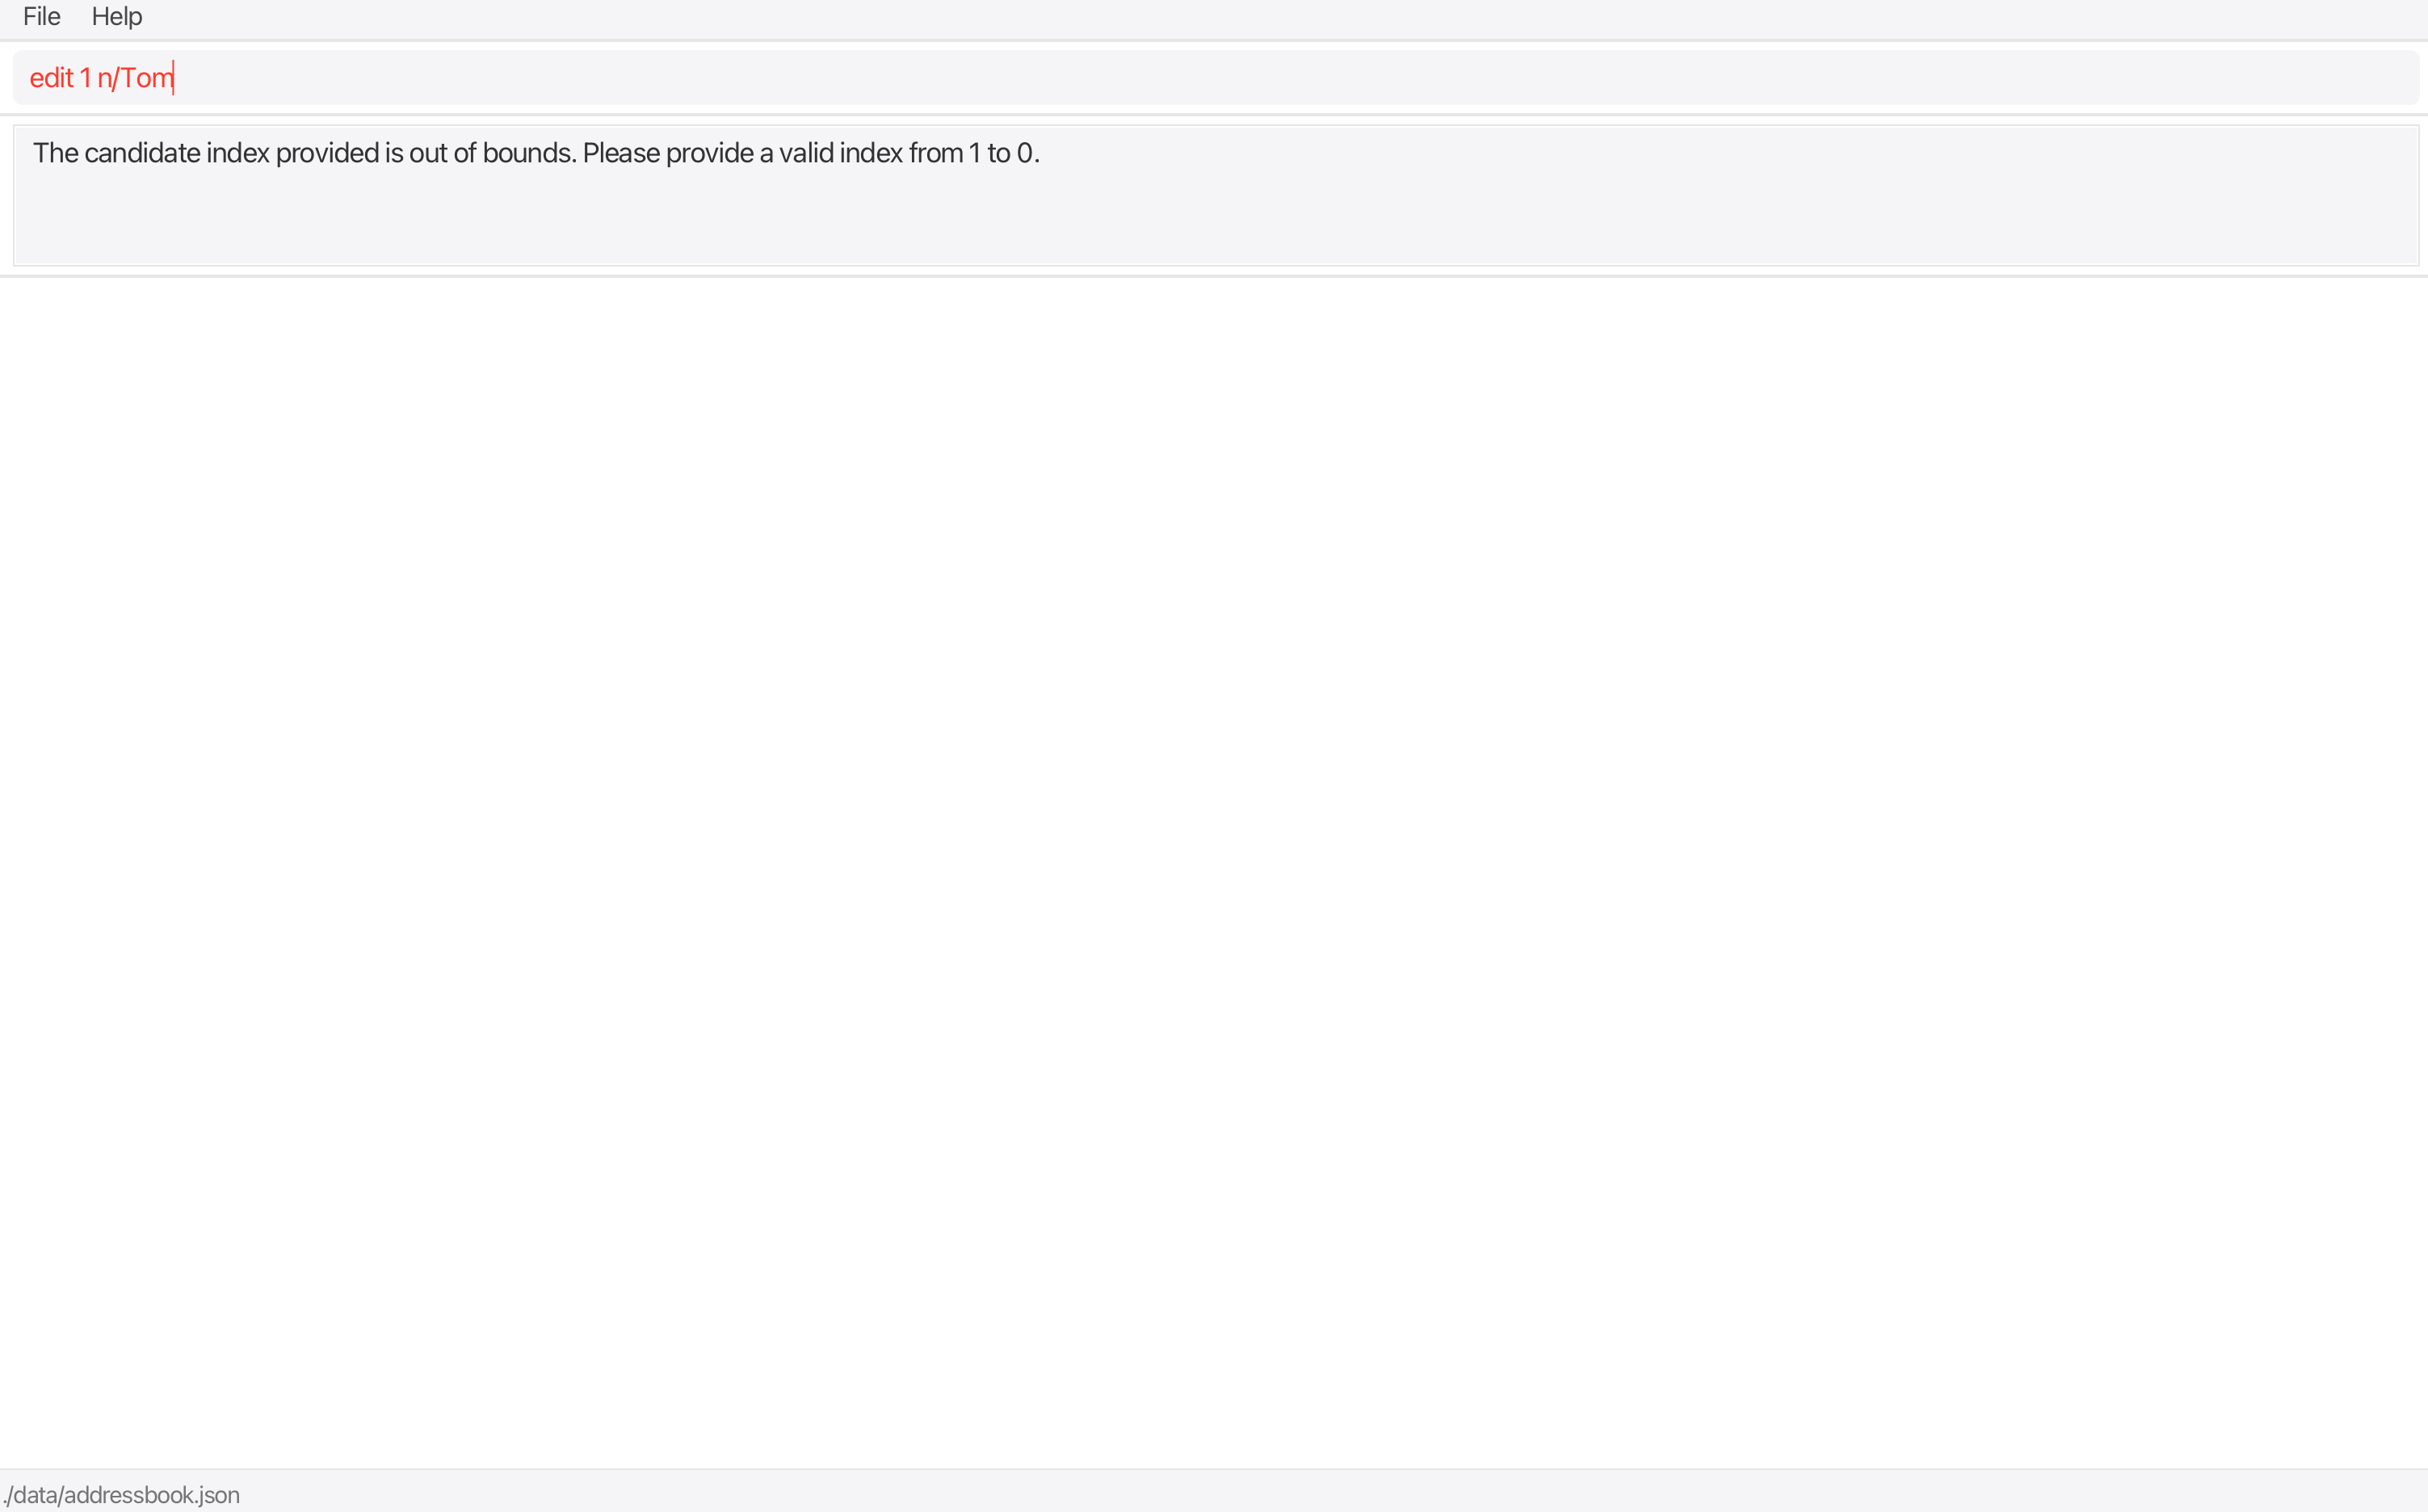 File Help
edit 1 n/Tom
The candidate index provided is out of bounds. Please provide a valid index from 1 to 0.
./data/addressbook.json